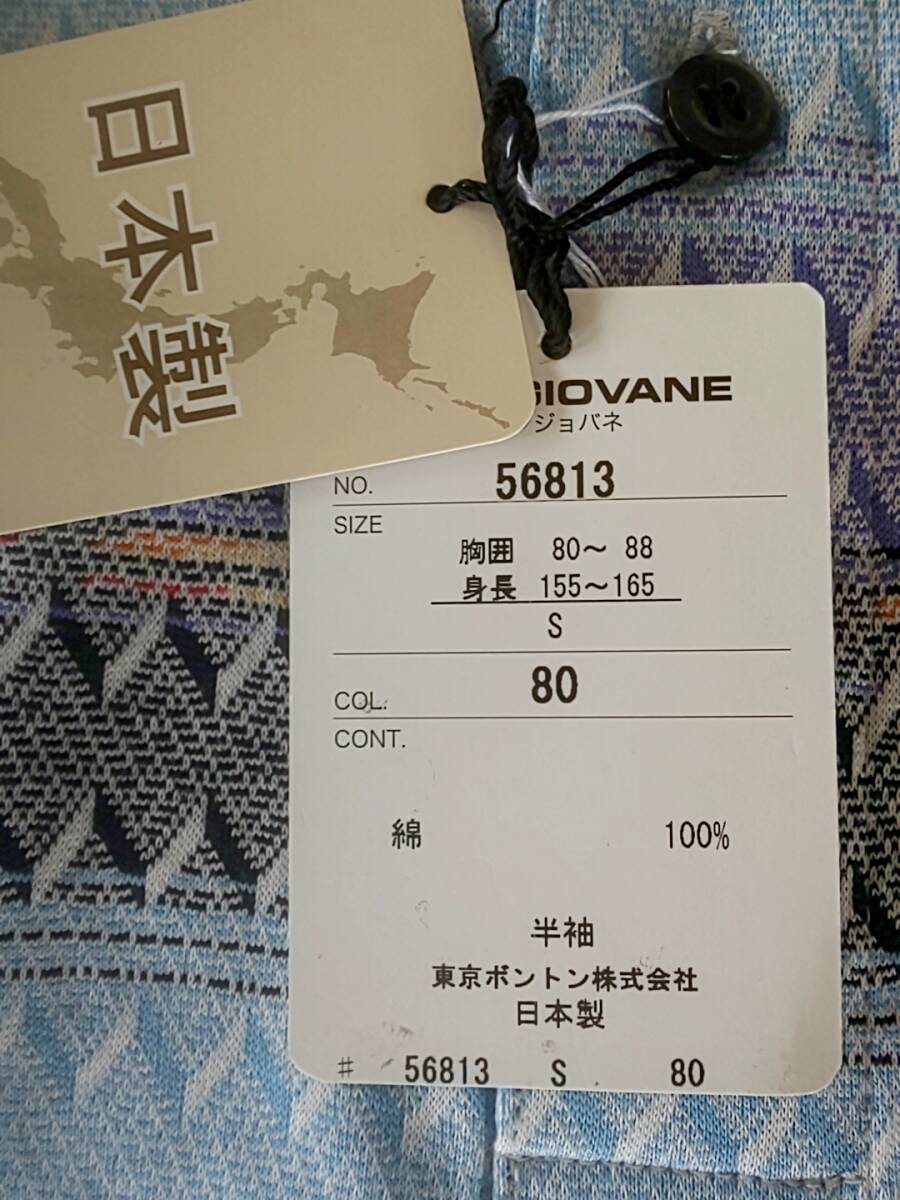 日本製
GIOVANE
ジョバネ
NO. 56813
SIZE
胸囲 80～ 88
身長 155～165
S
COL. 80
CONT.
綿 100%
半袖
東京ボントン株式会社
日本製
# 56813 S 80